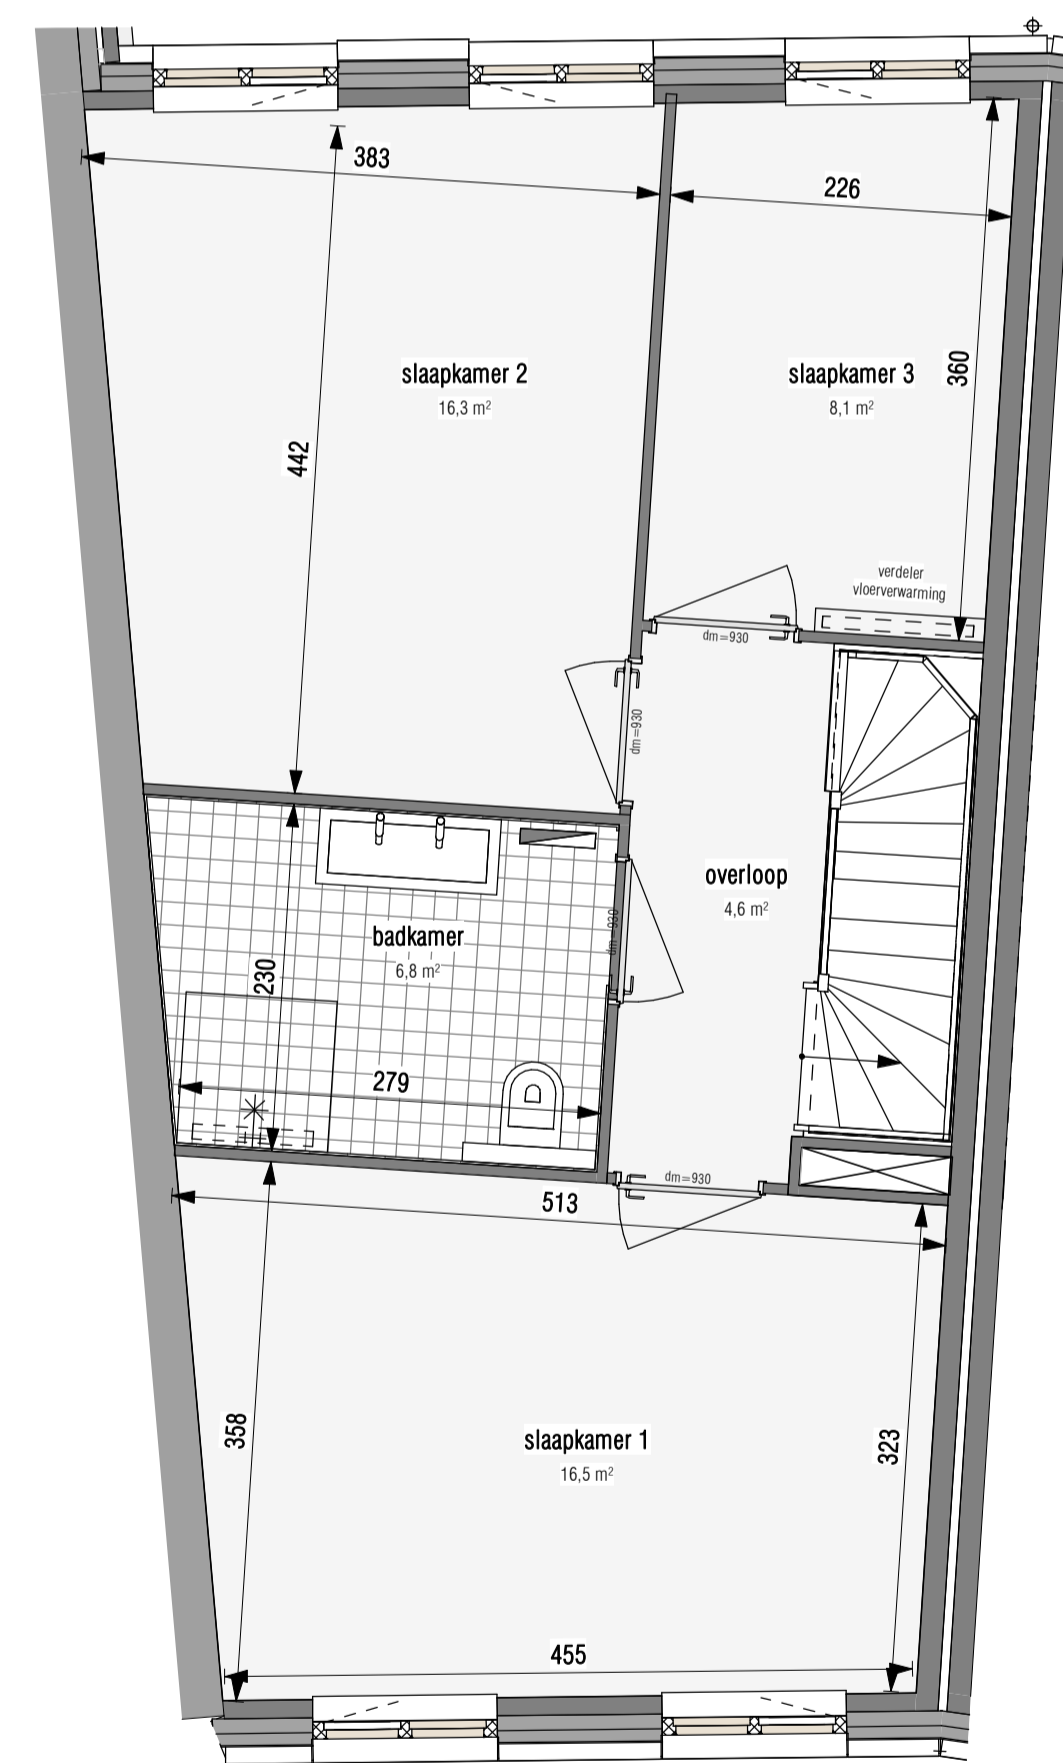 383
226
slaapkamer 2
16,3 m²
slaapkamer 3
8,1 m²
360
442
verdeler
vloerverwarming
dm=930
dm=930
overloop
4,6 m²
dm=930
badkamer
6,8 m²
230
279
dm=930
513
358
slaapkamer 1
16,5 m²
323
455